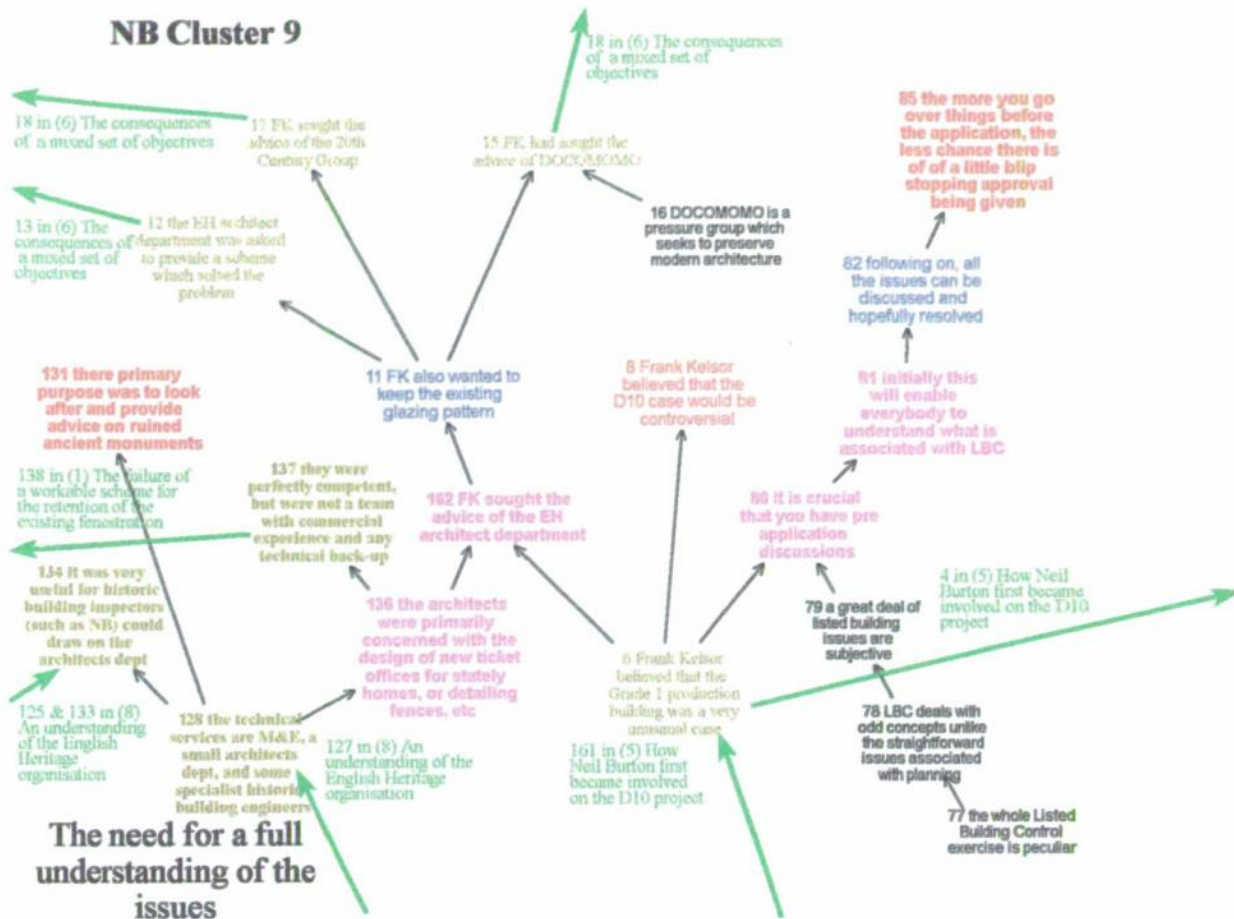 NB Cluster 9
18 in (6) The consequences
of a mixed set of
objectives
18 in (6) The consequences
of a mixed set of
objectives
17 FK sought the
advice of the 20th
Century Group
15 FK had sought the
advice of DOCOMOMO
85 the more you go
over things before
the application, the
less chance there is
of of a little blip
stopping approval
being given
13 in (6) The
consequences of
a mixed set of
objectives
12 the EH architect
department was asked
to provide a scheme
which solved the
problem
16 DOCOMOMO is a
pressure group which
seeks to preserve
modern architecture
82 following on, all
the issues can be
discussed and
hopefully resolved
131 there primary
purpose was to look
after and provide
advice on ruined
ancient monuments
11 FK also wanted to
keep the existing
glazing pattern
8 Frank Kelsor
believed that the
D10 case would be
controversial
81 initially this
will enable
everybody to
understand what is
associated with LBC
138 in (1) The failure of
a workable scheme for
the retention of the
existing fenestration
137 they were
perfectly competent,
but were not a team
with commercial
experience and any
technical back-up
162 FK sought the
advice of the EH
architect department
80 it is crucial
that you have pre
application
discussions
134 it was very
useful for historic
building inspectors
(such as NB) could
draw on the
architects dept
136 the architects
were primarily
concerned with the
design of new ticket
offices for stately
homes, or detailing
fences, etc
79 a great deal of
listed building
issues are
subjective
4 in (5) How Neil
Burton first became
involved on the D10
project
6 Frank Kelsor
believed that the
Grade 1 production
building was a very
unusual case
125 & 133 in (8)
An understanding
of the English
Heritage
organisation
128 the technical
services are M&E, a
small architects
dept, and some
specialist historic
building engineers
127 in (8) An
understanding of the
English Heritage
organisation
161 in (5) How
Neil Burton first
became involved
on the D10 project
78 LBC deals with
odd concepts unlike
the straightforward
issues associated
with planning
77 the whole Listed
Building Control
exercise is peculiar
The need for a full
understanding of the
issues